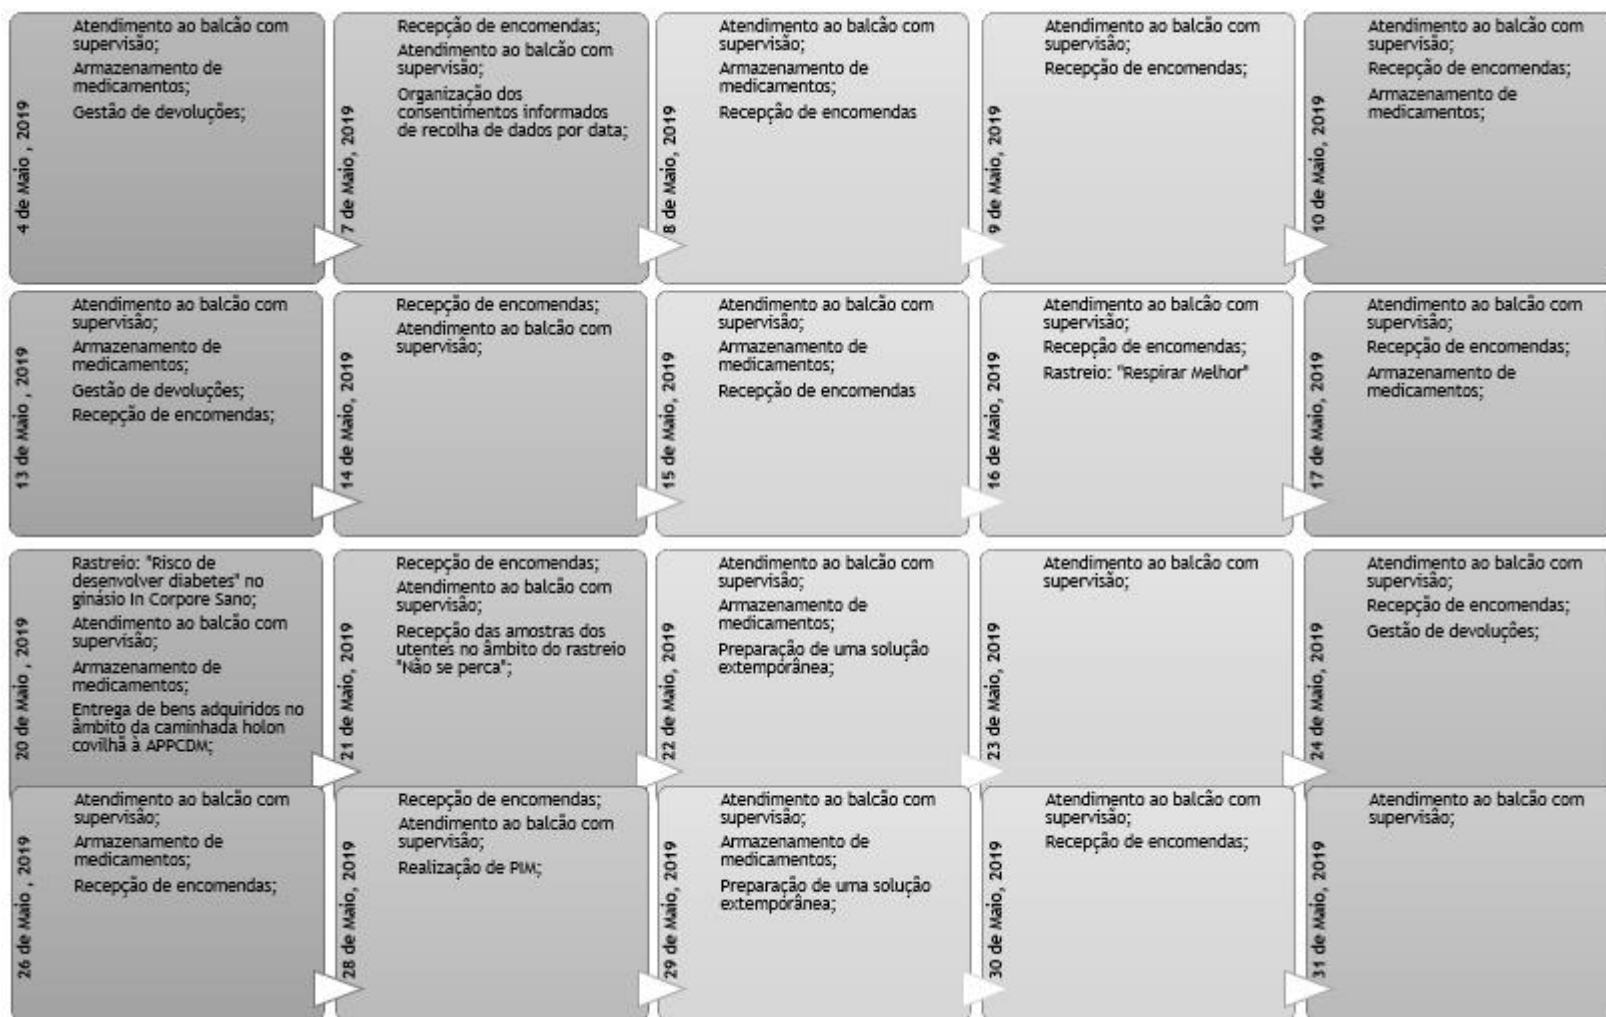 4 de Maio , 2019
Atendimento ao balcão com
supervisão;
Armazenamento de
medicamentos;
Gestão de devoluções;
7 de Maio, 2019
Recepção de encomendas;
Atendimento ao balcão com
supervisão;
Organização dos
consentimentos informados
de recolha de dados por data;
8 de Maio, 2019
Atendimento ao balcão com
supervisão;
Armazenamento de
medicamentos;
Recepção de encomendas
9 de Maio, 2019
Atendimento ao balcão com
supervisão;
Recepção de encomendas;
10 de Maio, 2019
Atendimento ao balcão com
supervisão;
Recepção de encomendas;
Armazenamento de
medicamentos;
13 de Maio , 2019
Atendimento ao balcão com
supervisão;
Armazenamento de
medicamentos;
Gestão de devoluções;
Recepção de encomendas;
14 de Maio, 2019
Recepção de encomendas;
Atendimento ao balcão com
supervisão;
15 de Maio, 2019
Atendimento ao balcão com
supervisão;
Armazenamento de
medicamentos;
Recepção de encomendas
16 de Maio, 2019
Atendimento ao balcão com
supervisão;
Recepção de encomendas;
Rastreio: "Respirar Melhor"
17 de Maio, 2019
Atendimento ao balcão com
supervisão;
Recepção de encomendas;
Armazenamento de
medicamentos;
20 de Maio , 2019
Rastreio: "Risco de
desenvolver diabetes" no
ginásio In Corpore Sano;
Atendimento ao balcão com
supervisão;
Armazenamento de
medicamentos;
Entrega de bens adquiridos no
âmbito da caminhada holon
covilhã à APPCDM;
21 de Maio, 2019
Recepção de encomendas;
Atendimento ao balcão com
supervisão;
Recepção das amostras dos
utentes no âmbito do rastreio
"Não se perca";
22 de Maio, 2019
Atendimento ao balcão com
supervisão;
Armazenamento de
medicamentos;
Preparação de uma solução
extemporânea;
23 de Maio, 2019
Atendimento ao balcão com
supervisão;
24 de Maio, 2019
Atendimento ao balcão com
supervisão;
Recepção de encomendas;
Gestão de devoluções;
26 de Maio , 2019
Atendimento ao balcão com
supervisão;
Armazenamento de
medicamentos;
Recepção de encomendas;
28 de Maio, 2019
Recepção de encomendas;
Atendimento ao balcão com
supervisão;
Realização de PIM;
29 de Maio, 2019
Atendimento ao balcão com
supervisão;
Armazenamento de
medicamentos;
Preparação de uma solução
extemporânea;
30 de Maio, 2019
Atendimento ao balcão com
supervisão;
Recepção de encomendas;
31 de Maio, 2019
Atendimento ao balcão com
supervisão;